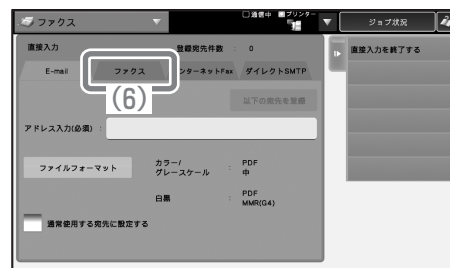 ファクス
通信中 プリンター
ジョブ状況
直接入力
登録宛先件数 : 0
直接入力を終了する
E-mail
ファクス
ンターネットFax
ダイレクトSMTP
(6)
以下の宛先を登録
アドレス入力(必須) :
ファイルフォーマット
カラー/
グレースケール : PDF
中
白黒 : PDF
MMR(G4)
通常使用する宛先に設定する